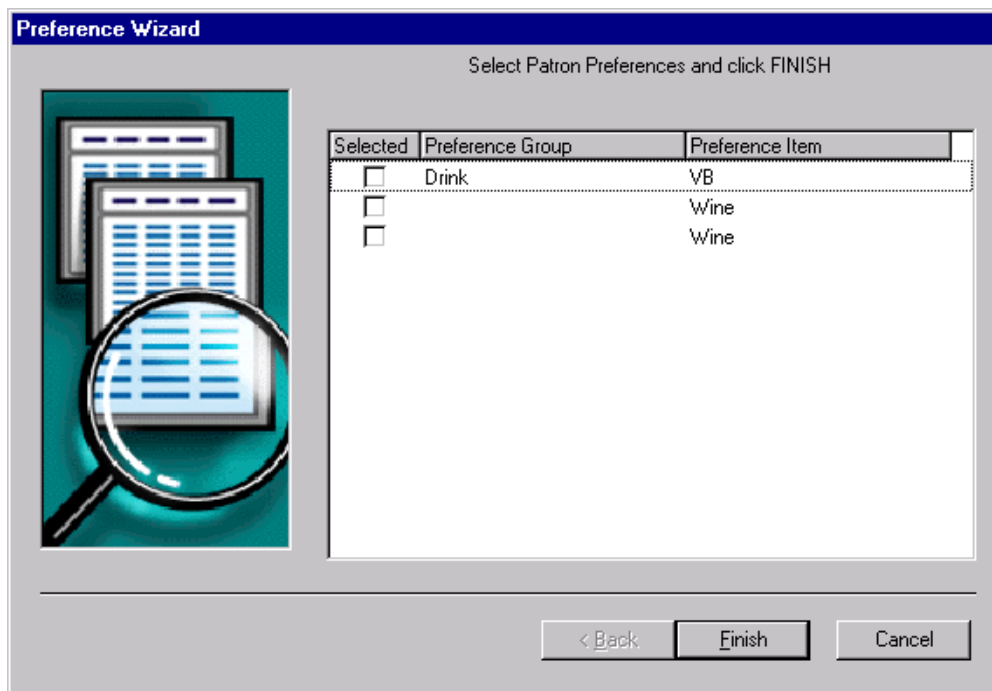 Preference Wizard
Select Patron Preferences and click FINISH
Selected Preference Group Preference Item
Drink VB
Wine
Wine
< Back Finish Cancel